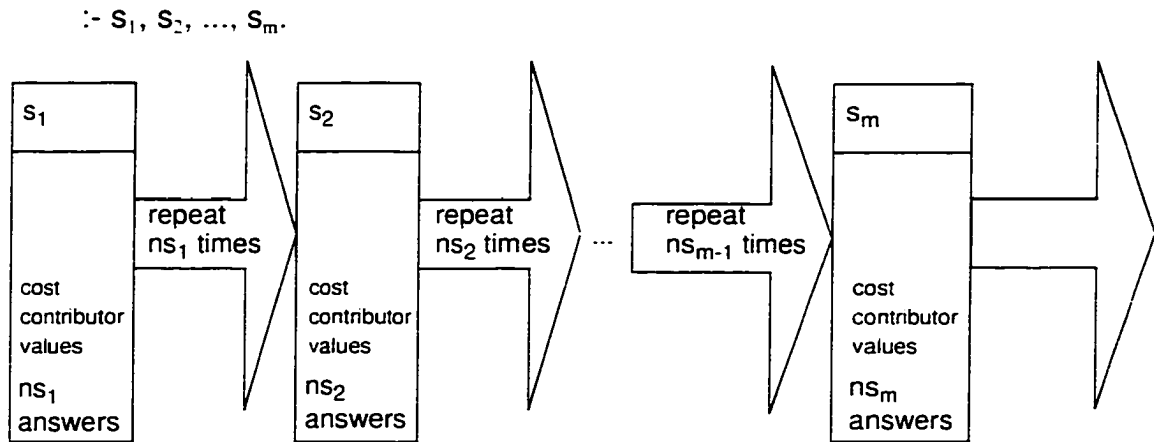 :- s₁, s₂, ..., sₘ.
s₁
s₂
sₘ
repeat
ns₁ times
repeat
ns₂ times
...
repeat
nsₘ₋₁ times
cost
contributor
values
ns₁
answers
cost
contributor
values
ns₂
answers
cost
contributor
values
nsₘ
answers